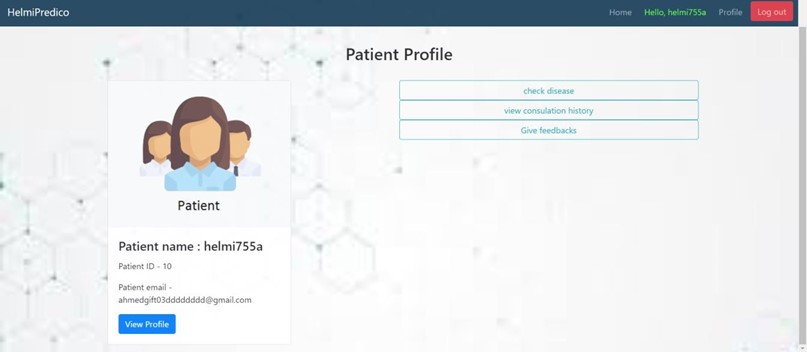 HelmiPredico
Home Hello, helmi755a Profile Log out
Patient Profile
Patient
Patient name : helmi755a
Patient ID - 10
Patient email -
ahmedgift03dddddddd@gmail.com
View Profile
check disease
view consulation history
Give feedbacks